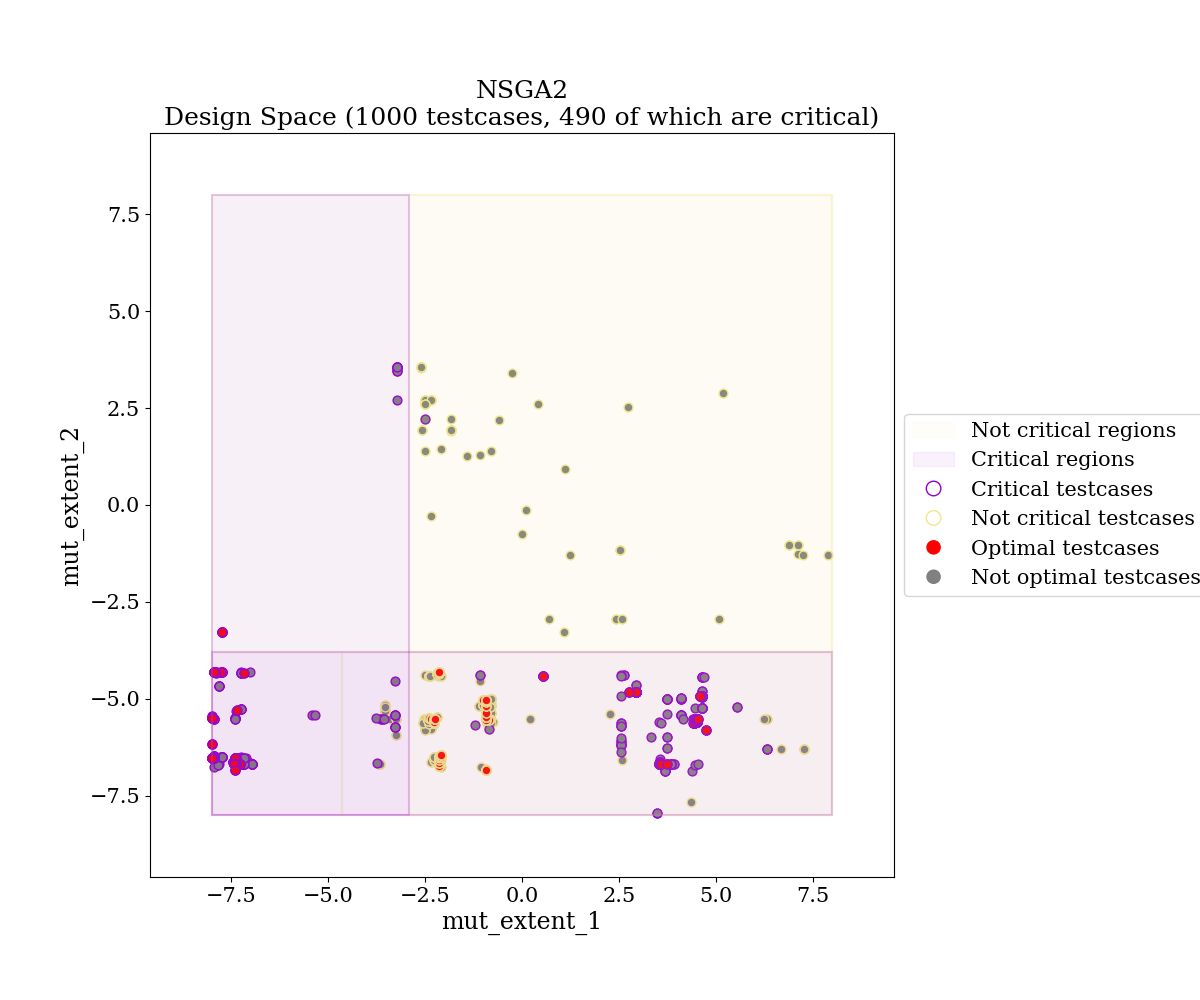 NSGA2
Design Space (1000 testcases, 490 of which are critical)
7.5
5.0
2.5
0.0
−2.5
−5.0
−7.5
mut_extent_2
−7.5 −5.0 −2.5 0.0 2.5 5.0 7.5
mut_extent_1
Not critical regions
Critical regions
Critical testcases
Not critical testcases
Optimal testcases
Not optimal testcases